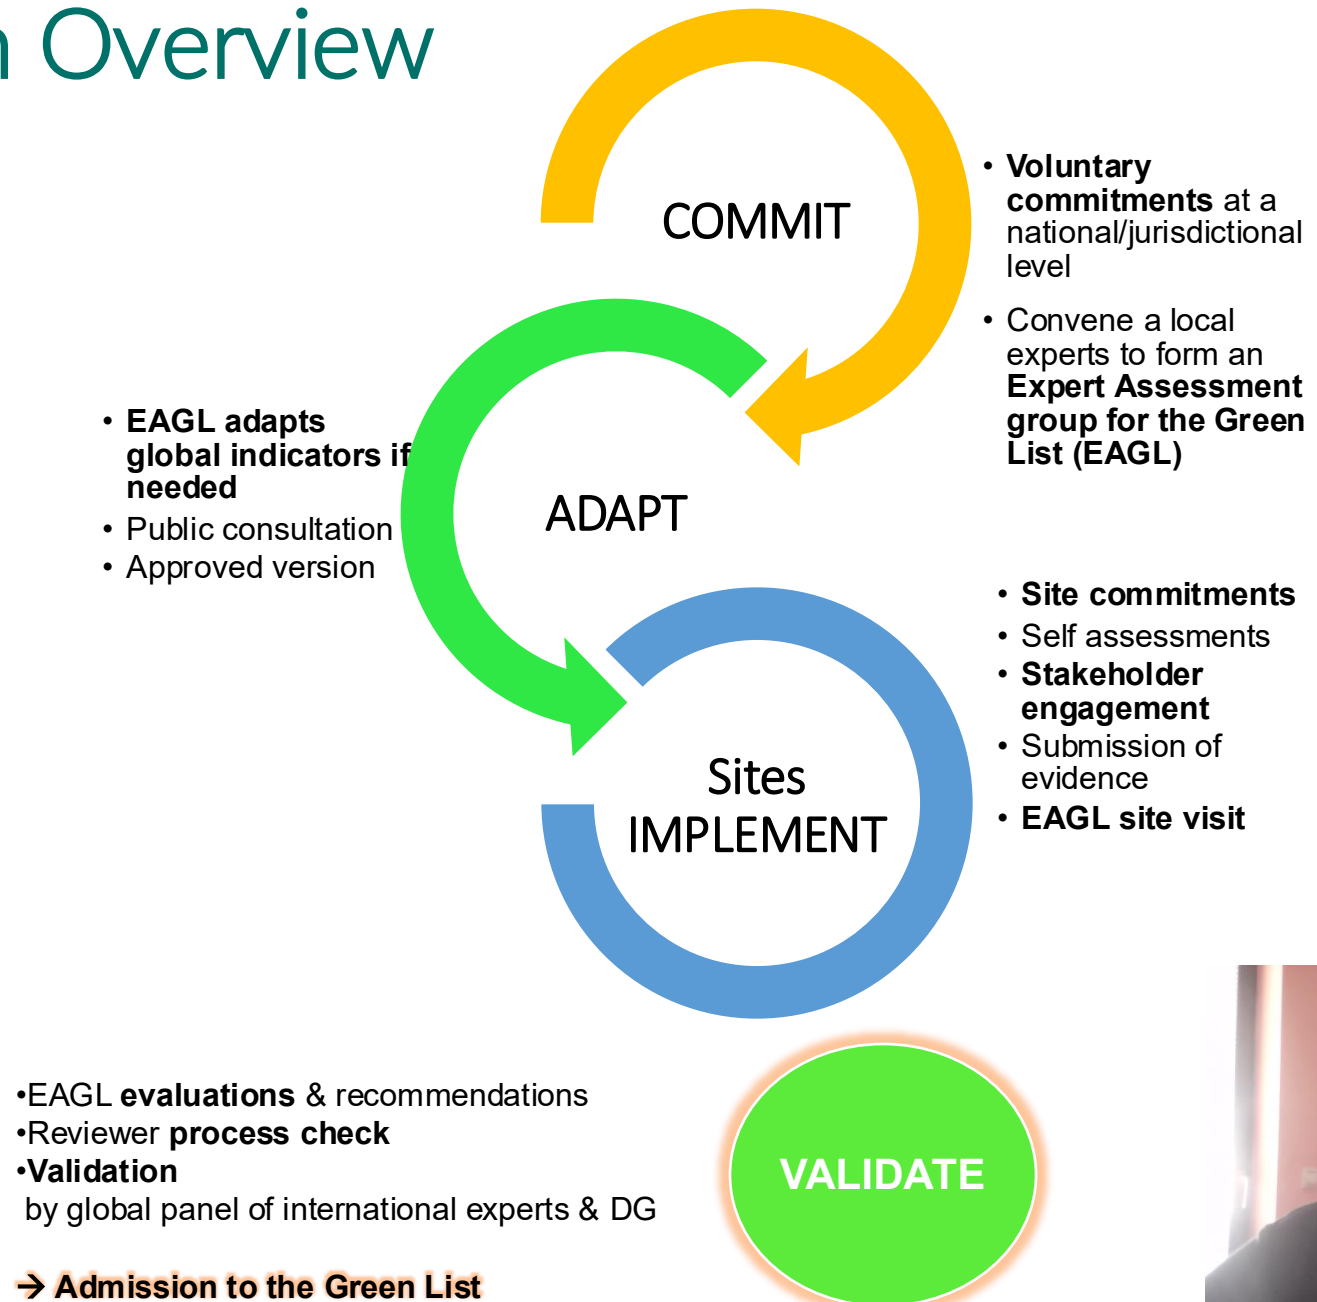 n Overview
COMMIT
• Voluntary
commitments at a
national/jurisdictional
level
• Convene a local
experts to form an
Expert Assessment
group for the Green
List (EAGL)
• EAGL adapts
global indicators if
needed
• Public consultation
• Approved version
ADAPT
• Site commitments
• Self assessments
• Stakeholder
engagement
• Submission of
evidence
• EAGL site visit
Sites
IMPLEMENT
•EAGL evaluations & recommendations
•Reviewer process check
•Validation
by global panel of international experts & DG
→ Admission to the Green List
VALIDATE